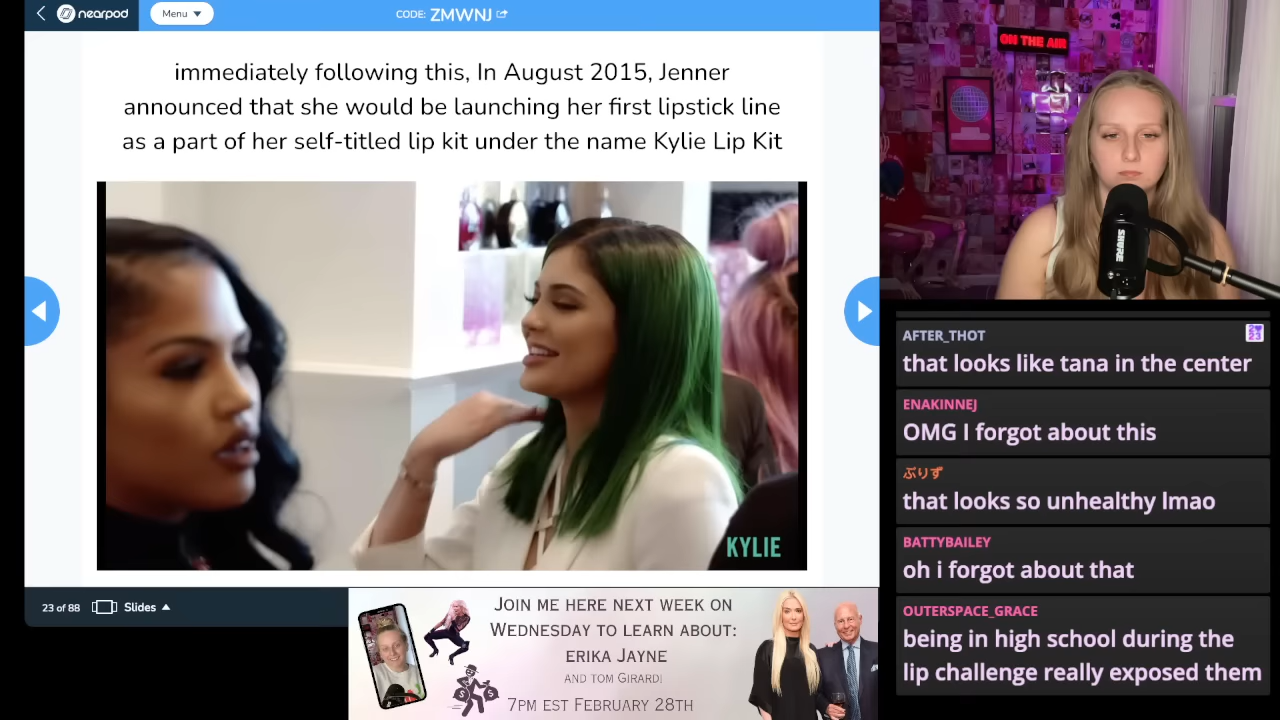 nearpod
Menu
CODE: ZMWNJ
immediately following this, In August 2015, Jenner
announced that she would be launching her first lipstick line
as a part of her self-titled lip kit under the name Kylie Lip Kit
KYLIE
23 of 88
Slides
JOIN ME HERE NEXT WEEK ON
WEDNESDAY TO LEARN ABOUT:
ERIKA JAYNE
AND TOM GIRARDI
7PM EST FEBRUARY 28TH
ON THE AIR
SHURE
AFTER_THOT
that looks like tana in the center
ENAKINNEJ
OMG I forgot about this
ぷりず
that looks so unhealthy lmao
BATTYBAILEY
oh i forgot about that
OUTERSPACE_GRACE
being in high school during the
lip challenge really exposed them